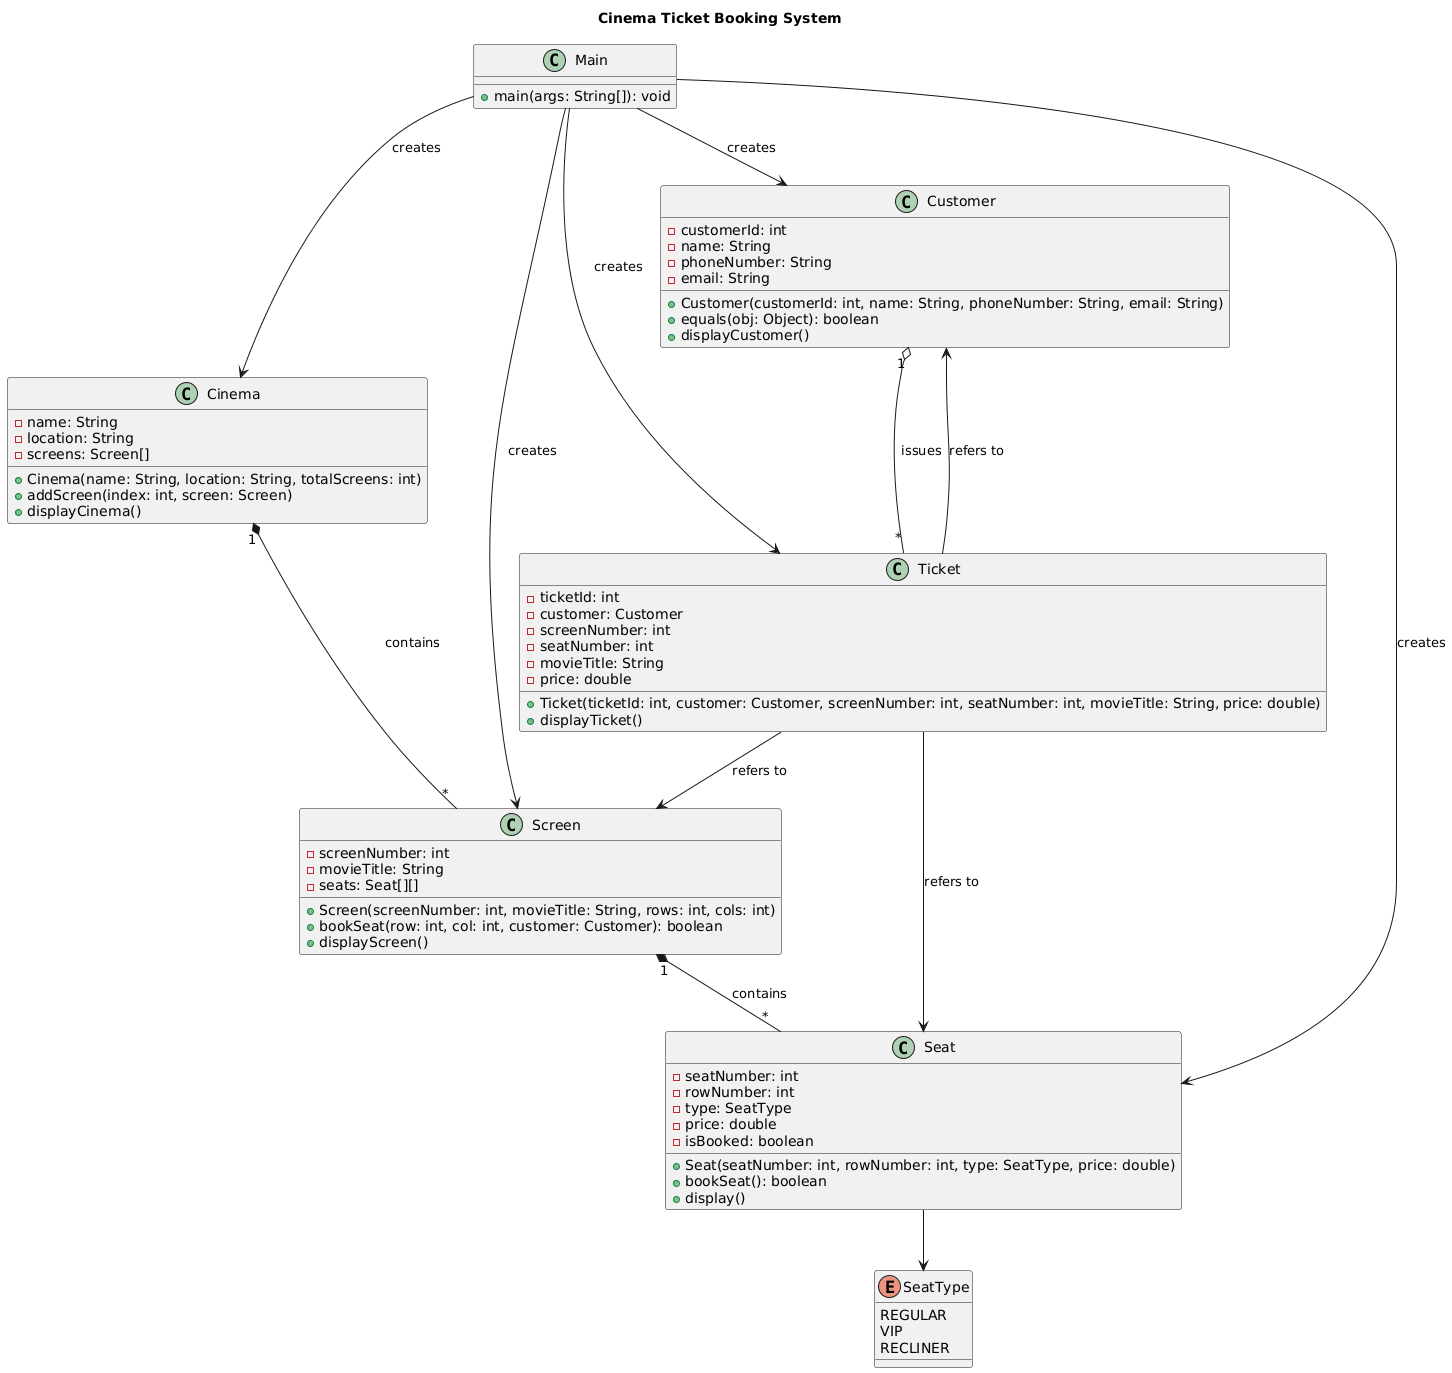 Cinema Ticket Booking System
C Main
main(args: String[]): void
creates
creates
C Customer
customerId: int
name: String
phoneNumber: String
email: String
Customer(customerId: int, name: String, phoneNumber: String, email: String)
equals(obj: Object): boolean
displayCustomer()
creates
1
C Cinema
name: String
location: String
screens: Screen[]
Cinema(name: String, location: String, totalScreens: int)
addScreen(index: int, screen: Screen)
displayCinema()
creates
issues
refers to
1
*
C Ticket
ticketId: int
customer: Customer
screenNumber: int
seatNumber: int
movieTitle: String
price: double
Ticket(ticketId: int, customer: Customer, screenNumber: int, seatNumber: int, movieTitle: String, price: double)
displayTicket()
contains
creates
refers to
*
C Screen
screenNumber: int
movieTitle: String
seats: Seat[][]
Screen(screenNumber: int, movieTitle: String, rows: int, cols: int)
bookSeat(row: int, col: int, customer: Customer): boolean
displayScreen()
refers to
1
contains
*
C Seat
seatNumber: int
rowNumber: int
type: SeatType
price: double
isBooked: boolean
Seat(seatNumber: int, rowNumber: int, type: SeatType, price: double)
bookSeat(): boolean
display()
E SeatType
REGULAR
VIP
RECLINER